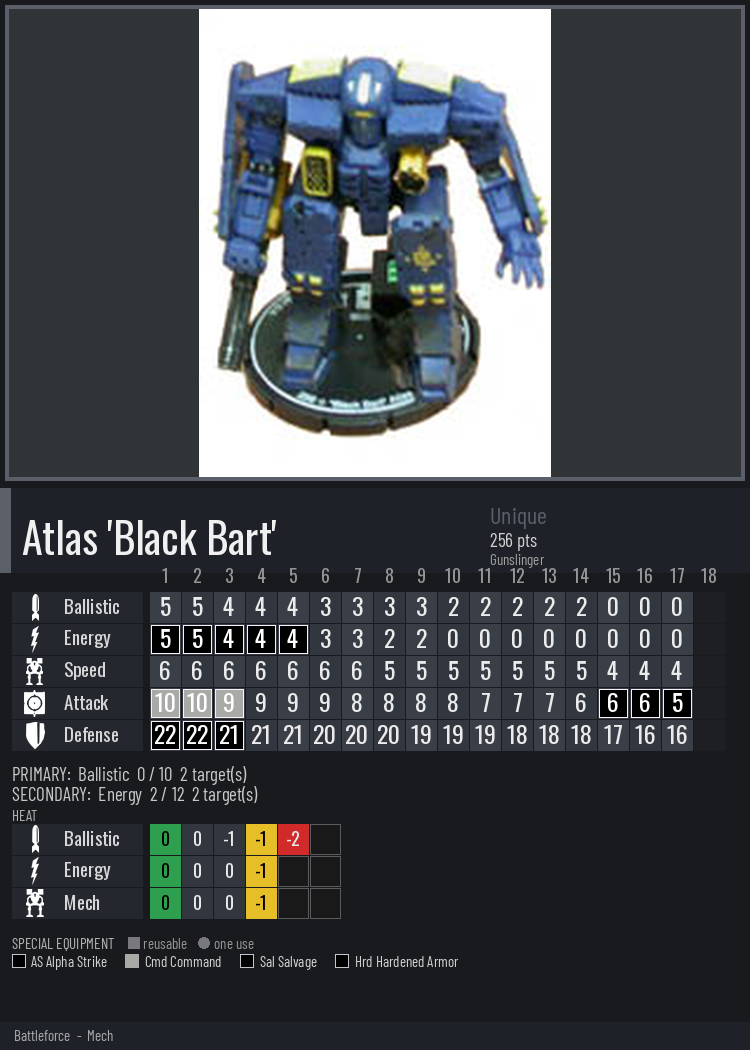 "Black Bart" Atlas
Atlas 'Black Bart'
Unique
256 pts
Gunslinger
1 2 3 4 5 6 7 8 9 10 11 12 13 14 15 16 17 18
Ballistic 5 5 4 4 4 3 3 3 3 2 2 2 2 2 0 0 0
Energy 5 5 4 4 4 3 3 2 2 0 0 0 0 0 0 0 0
Speed 6 6 6 6 6 6 6 5 5 5 5 5 5 5 4 4 4
Attack 10 10 9 9 9 9 8 8 8 8 7 7 7 6 6 6 5
Defense 22 22 21 21 21 20 20 20 19 19 19 18 18 18 17 16 16
PRIMARY: Ballistic 0 / 10 2 target(s)
SECONDARY: Energy 2 / 12 2 target(s)
HEAT
Ballistic 0 0 -1 -1 -2
Energy 0 0 0 -1
Mech 0 0 0 -1
SPECIAL EQUIPMENT reusable one use
AS Alpha Strike Cmd Command Sal Salvage Hrd Hardened Armor
Battleforce - Mech